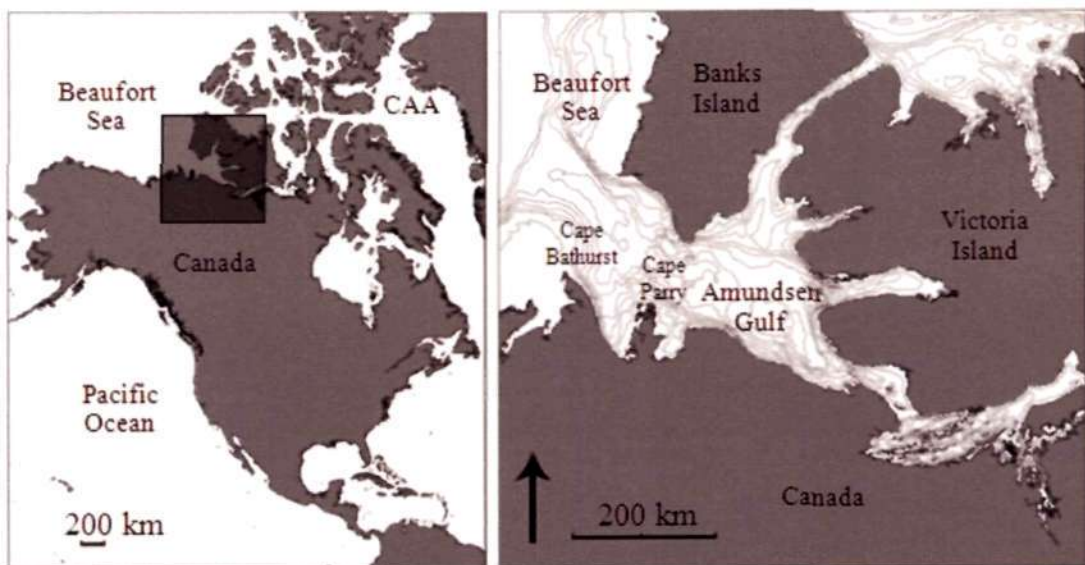 Beaufort
Sea
CAA
Canada
Pacific
Ocean
200 km
Beaufort
Sea
Banks
Island
Victoria
Island
Cape
Bathurst
Cape
Parry
Amundsen
Gulf
Canada
200 km